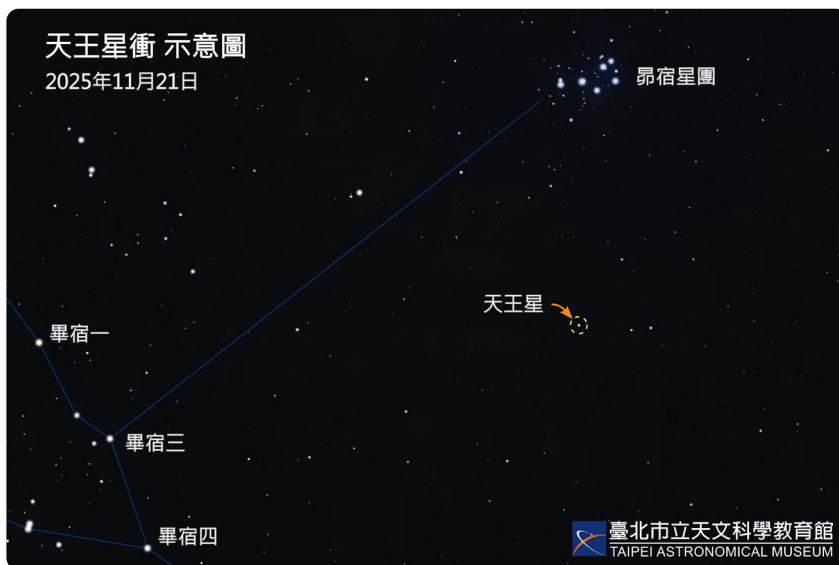 天王星衝 示意圖
2025年11月21日
昴宿星團
天王星
畢宿一
畢宿三
畢宿四
臺北市立天文科學教育館
TAIPEI ASTRONOMICAL MUSEUM